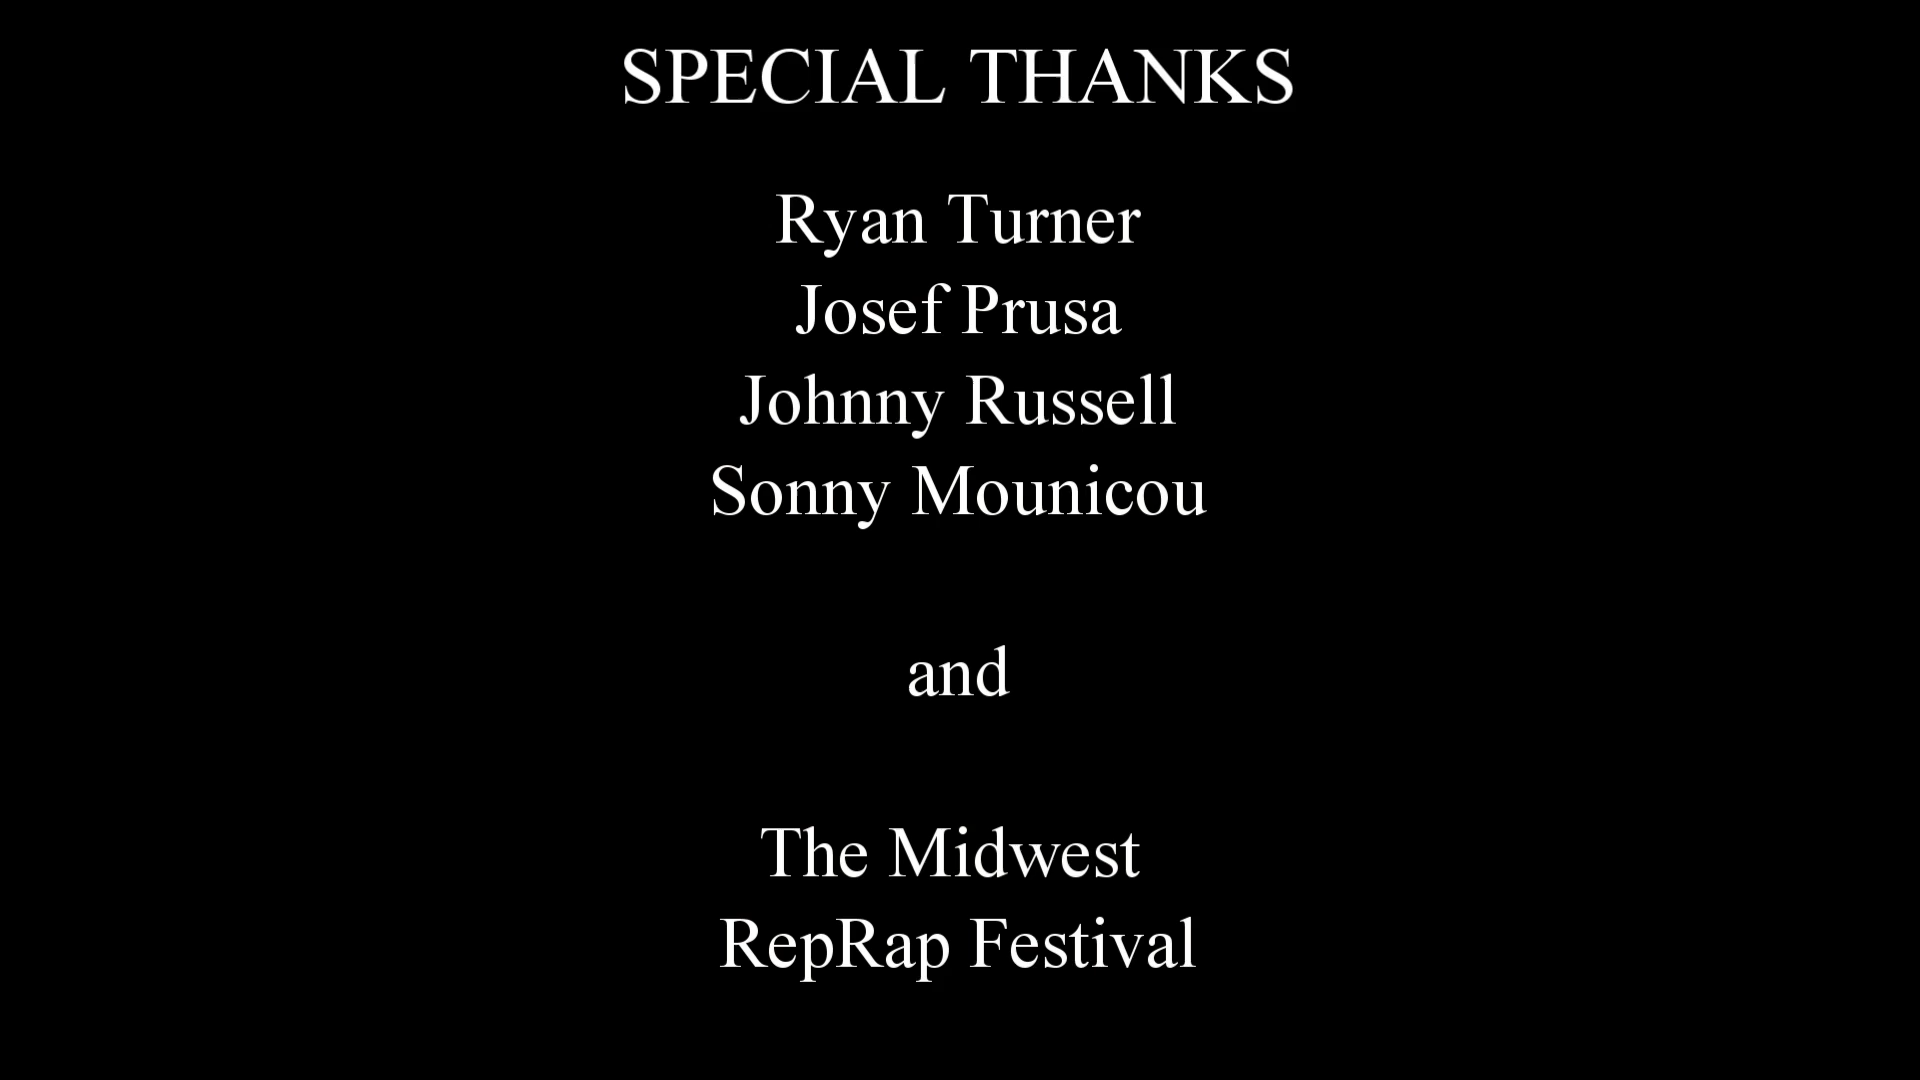 SPECIAL THANKS
Ryan Turner
Josef Prusa
Johnny Russell
Sonny Mounicou
and
The Midwest
RepRap Festival